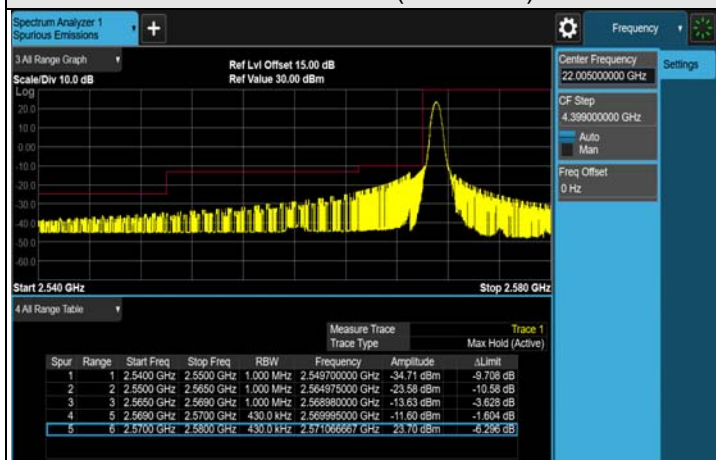 Spectrum Analyzer 1
Spurious Emissions
+
Frequency
3 All Range Graph
Scale/Div 10.0 dB
Ref Lvl Offset 15.00 dB
Ref Value 30.00 dBm
Log
20.0
10.0
0.00
-10.0
-20.0
-30.0
-40.0
-50.0
-60.0
Start 2.540 GHz
Stop 2.580 GHz
Center Frequency
22.005000000 GHz
Settings
CF Step
4.399000000 GHz
Auto
Man
Freq Offset
0 Hz
4 All Range Table
Measure Trace Trace 1
Trace Type Max Hold (Active)
Spur Range Start Freq Stop Freq RBW Frequency Amplitude ΔLimit
1 1 2.5400 GHz 2.5500 GHz 1.000 MHz 2.549700000 GHz -34.71 dBm -9.708 dB
2 2 2.5500 GHz 2.5650 GHz 1.000 MHz 2.564975000 GHz -23.58 dBm -10.58 dB
3 3 2.5650 GHz 2.5690 GHz 1.000 MHz 2.568980000 GHz -13.63 dBm -3.628 dB
4 5 2.5690 GHz 2.5700 GHz 430.0 kHz 2.569995000 GHz -11.60 dBm -1.604 dB
5 6 2.5700 GHz 2.5800 GHz 430.0 kHz 2.571066667 GHz 23.70 dBm -6.296 dB